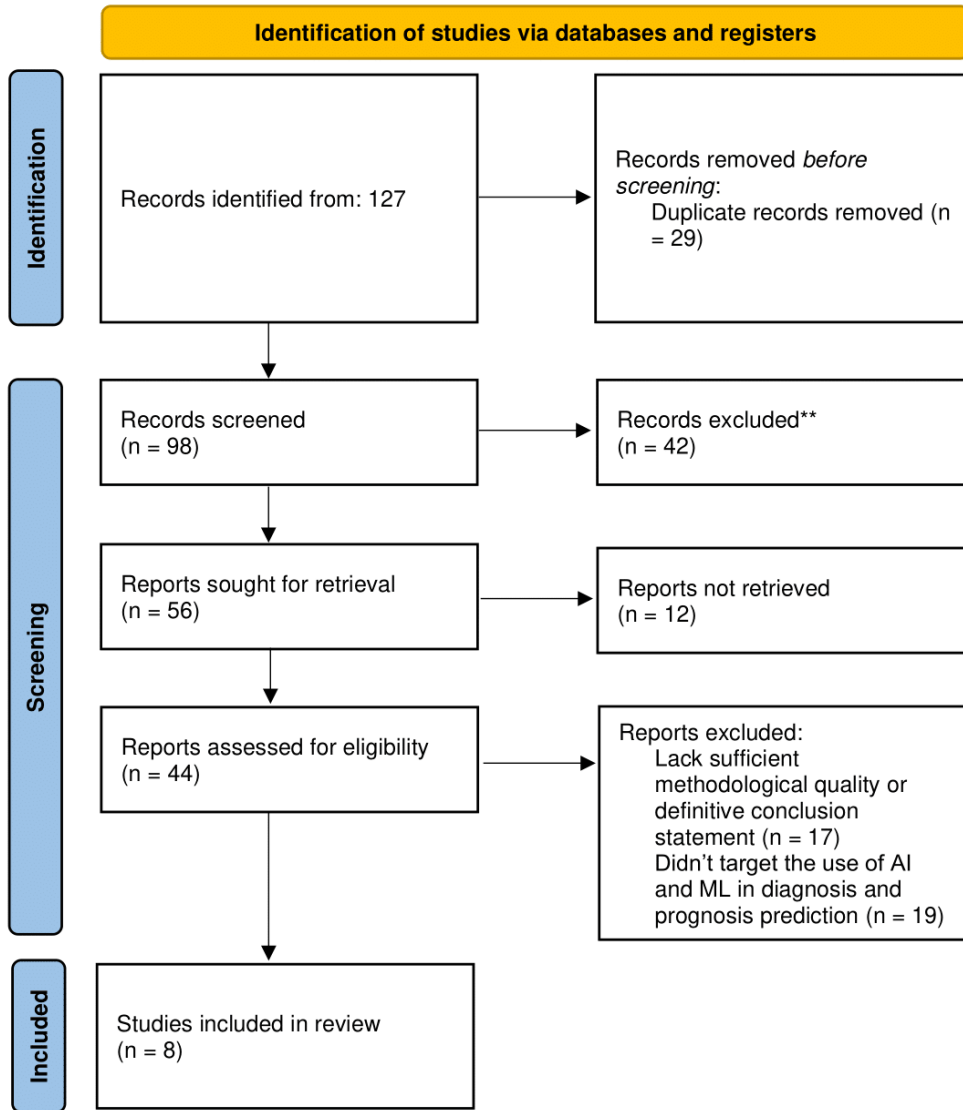 Identification of studies via databases and registers
Identification
Records identified from: 127
Records removed before
screening:
Duplicate records removed (n
= 29)
Screening
Records screened
(n = 98)
Records excluded**
(n = 42)
Reports sought for retrieval
(n = 56)
Reports not retrieved
(n = 12)
Reports assessed for eligibility
(n = 44)
Reports excluded:
Lack sufficient
methodological quality or
definitive conclusion
statement (n = 17)
Didn’t target the use of AI
and ML in diagnosis and
prognosis prediction (n = 19)
Included
Studies included in review
(n = 8)